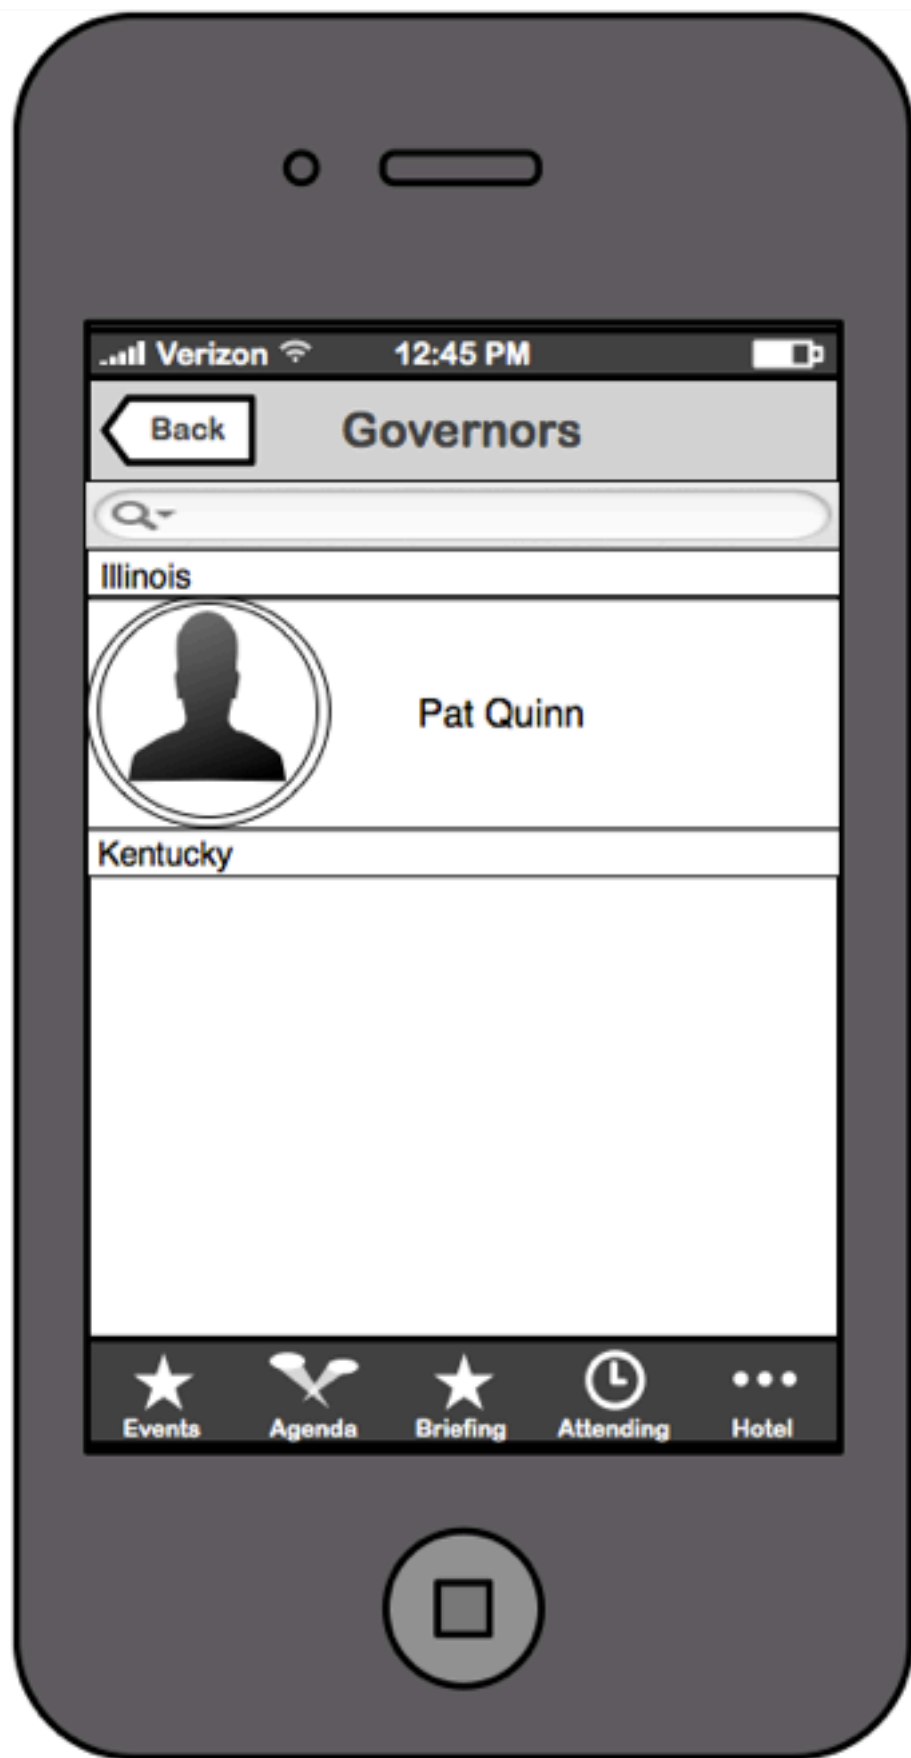 Verizon 12:45 PM
Back Governors
Illinois
Pat Quinn
Kentucky
Events Agenda Briefing Attending Hotel